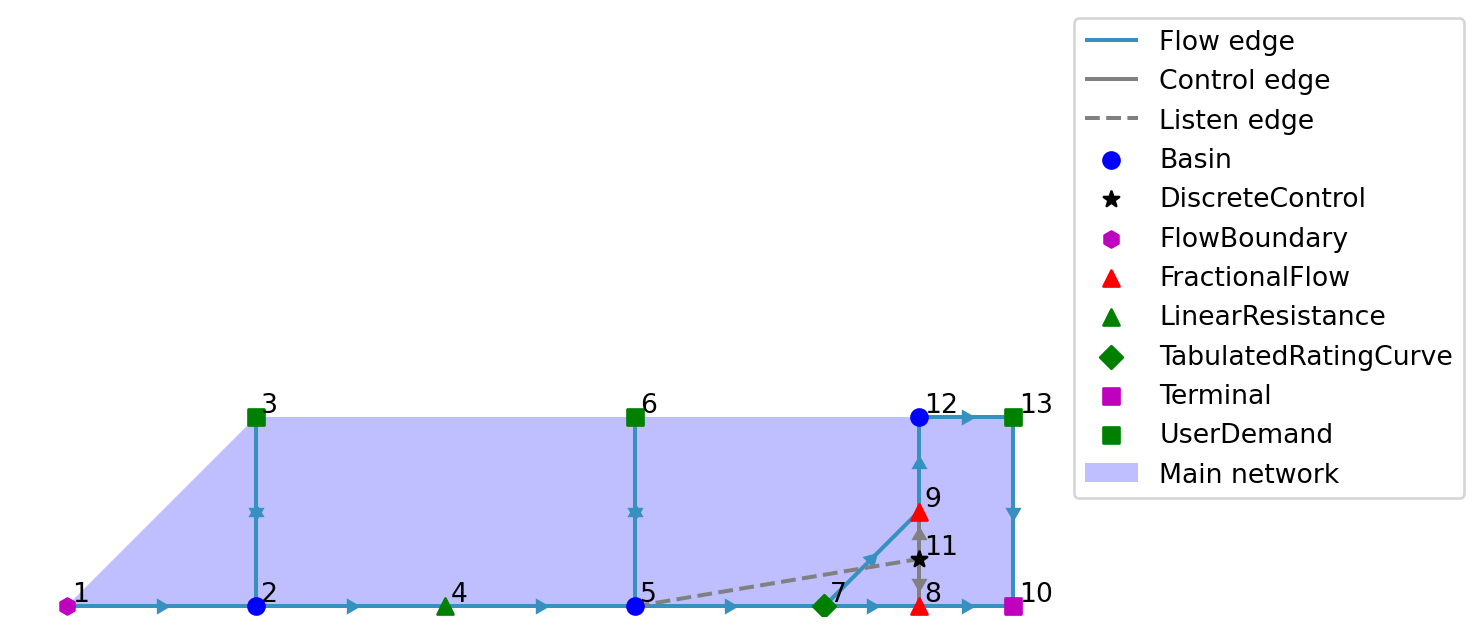 Flow edge
Control edge
Listen edge
Basin
DiscreteControl
FlowBoundary
FractionalFlow
LinearResistance
TabulatedRatingCurve
Terminal
UserDemand
Main network
3
6
12
13
9
11
1
2
4
5
7
8
10